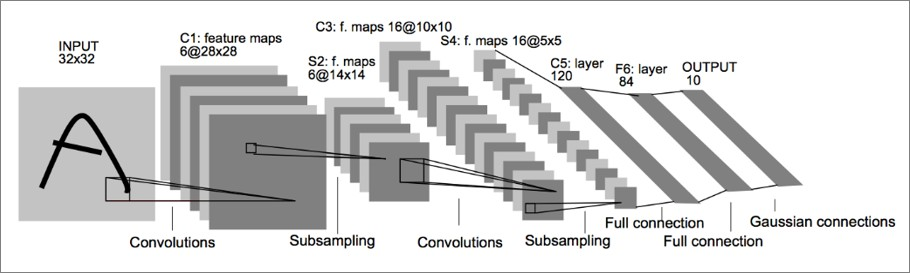 INPUT
32x32
C1: feature maps
6@28x28
S2: f. maps
6@14x14
C3: f. maps 16@10x10
S4: f. maps 16@5x5
C5: layer
120
F6: layer
84
OUTPUT
10
A
Convolutions
Subsampling
Convolutions
Subsampling
Full connection
Full connection
Gaussian connections